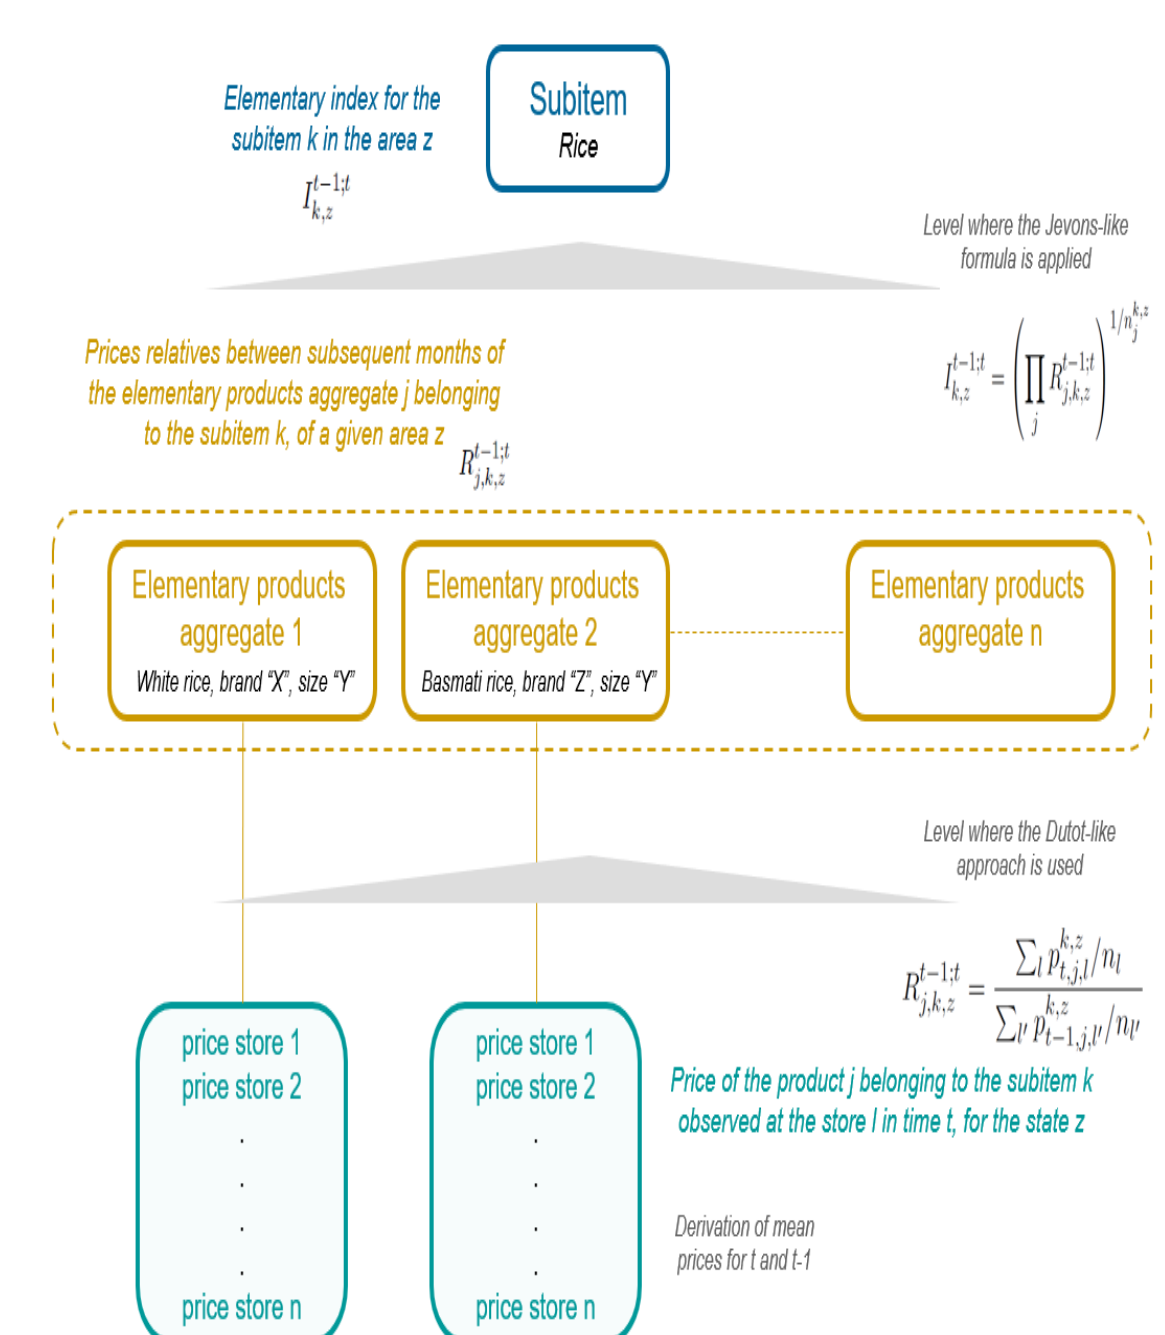 Subitem
Rice
Elementary index for the
subitem k in the area z
I_{k,z}^{t−1;t}
Level where the Jevons-like
formula is applied
I_{k,z}^{t−1;t} = (∏_j R_{j,k,z}^{t−1;t})^{1/n_j^{k,z}}
Prices relatives between subsequent months of
the elementary products aggregate j belonging
to the subitem k, of a given area z
R_{j,k,z}^{t−1;t}
Elementary products
aggregate 1
White rice, brand “X”, size “Y”
Elementary products
aggregate 2
Basmati rice, brand “Z”, size “Y”
Elementary products
aggregate n
Level where the Dutot-like
approach is used
R_{j,k,z}^{t−1;t} = (∑_l p_{t,j,l}^{k,z}/n_l) / (∑_{l'} p_{t−1,j,l'}^{k,z}/n_{l'})
price store 1
price store 2
.
.
.
.
price store n
price store 1
price store 2
.
.
.
.
price store n
Price of the product j belonging to the subitem k
observed at the store l in time t, for the state z
Derivation of mean
prices for t and t-1